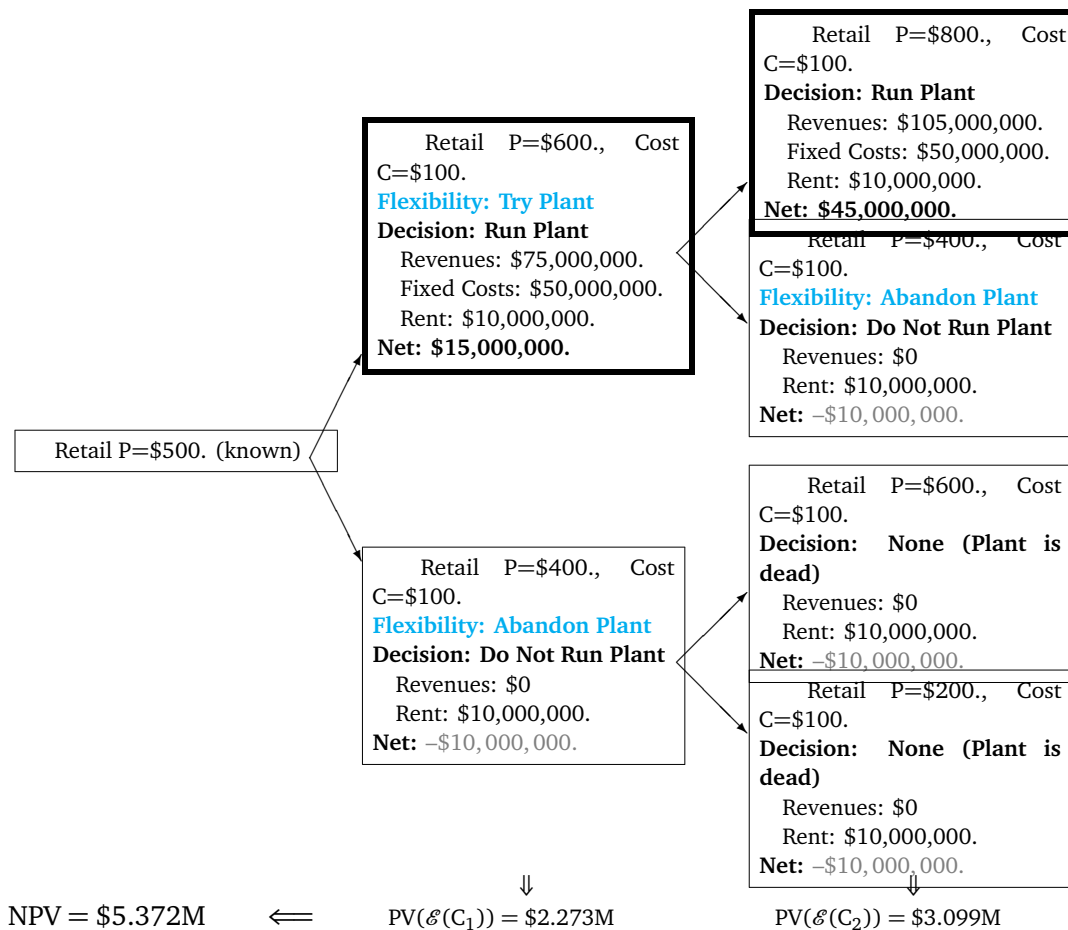 Retail P=$800., Cost
C=$100.
Decision: Run Plant
Revenues: $105,000,000.
Fixed Costs: $50,000,000.
Rent: $10,000,000.
Net: $45,000,000.
Retail P=$600., Cost
C=$100.
Flexibility: Try Plant
Decision: Run Plant
Revenues: $75,000,000.
Fixed Costs: $50,000,000.
Rent: $10,000,000.
Net: $15,000,000.
Retail P=$400., Cost
C=$100.
Flexibility: Abandon Plant
Decision: Do Not Run Plant
Revenues: $0
Rent: $10,000,000.
Net: –$10,000,000.
Retail P=$500. (known)
Retail P=$600., Cost
C=$100.
Decision: None (Plant is
dead)
Revenues: $0
Rent: $10,000,000.
Net: –$10,000,000.
Retail P=$400., Cost
C=$100.
Flexibility: Abandon Plant
Decision: Do Not Run Plant
Revenues: $0
Rent: $10,000,000.
Net: –$10,000,000.
Retail P=$200., Cost
C=$100.
Decision: None (Plant is
dead)
Revenues: $0
Rent: $10,000,000.
Net: –$10,000,000.
⇓ ⇓
NPV = $5.372M ⟸ PV(ℰ(C₁)) = $2.273M PV(ℰ(C₂)) = $3.099M